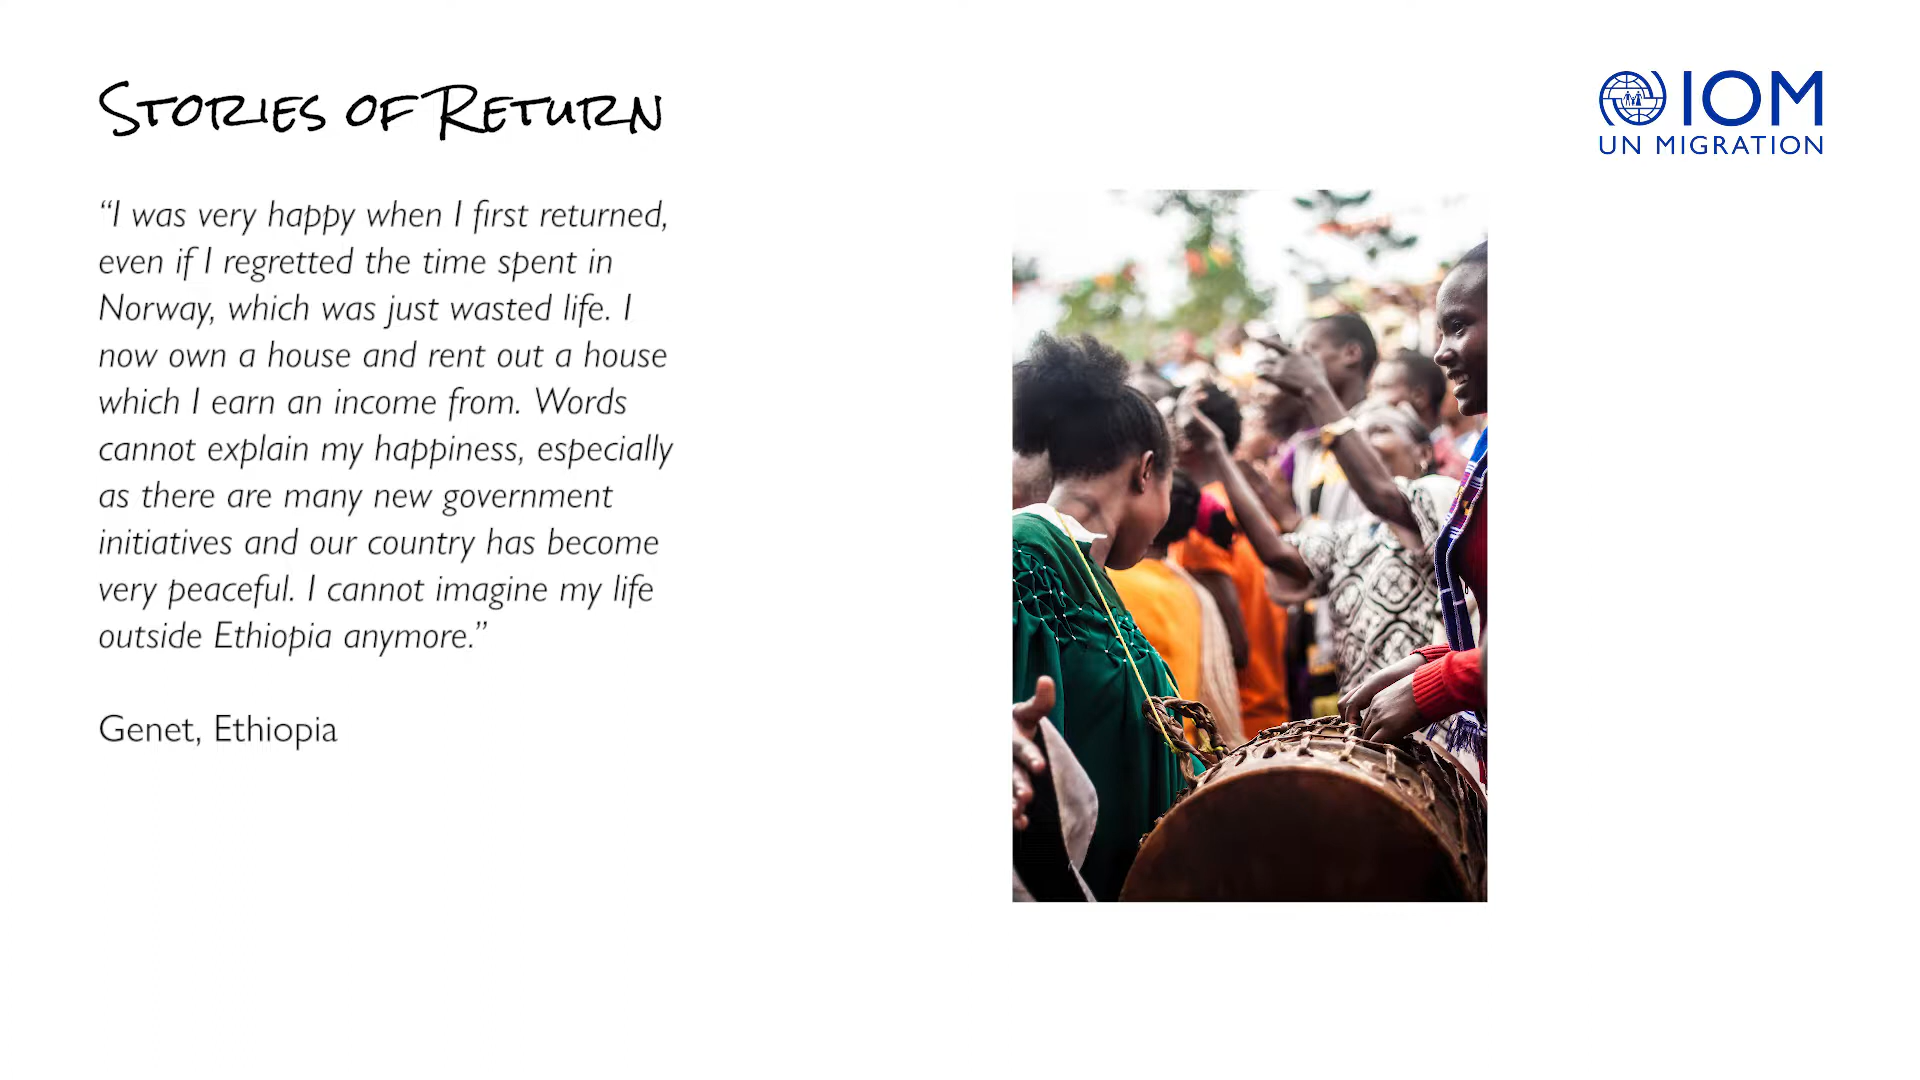 Stories of Return
IOM
UN MIGRATION
“I was very happy when I first returned,
even if I regretted the time spent in
Norway, which was just wasted life. I
now own a house and rent out a house
which I earn an income from. Words
cannot explain my happiness, especially
as there are many new government
initiatives and our country has become
very peaceful. I cannot imagine my life
outside Ethiopia anymore.”
Genet, Ethiopia